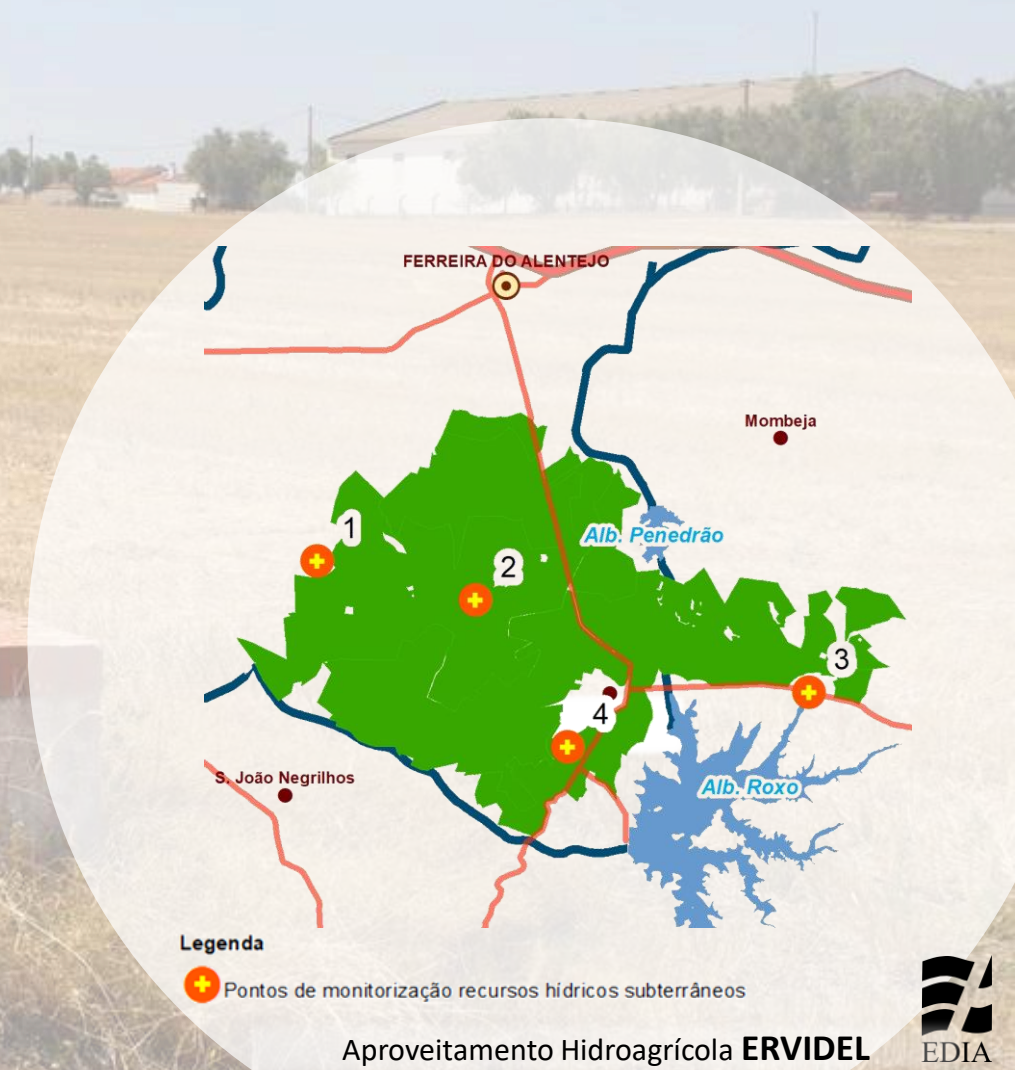 FERREIRA DO ALENTEJO
Mombeja
1
Alb. Penedrão
2
3
4
S. João Negrilhos
Alb. Roxo
Legenda
Pontos de monitorização recursos hídricos subterrâneos
Aproveitamento Hidroagrícola ERVIDEL
EDIA